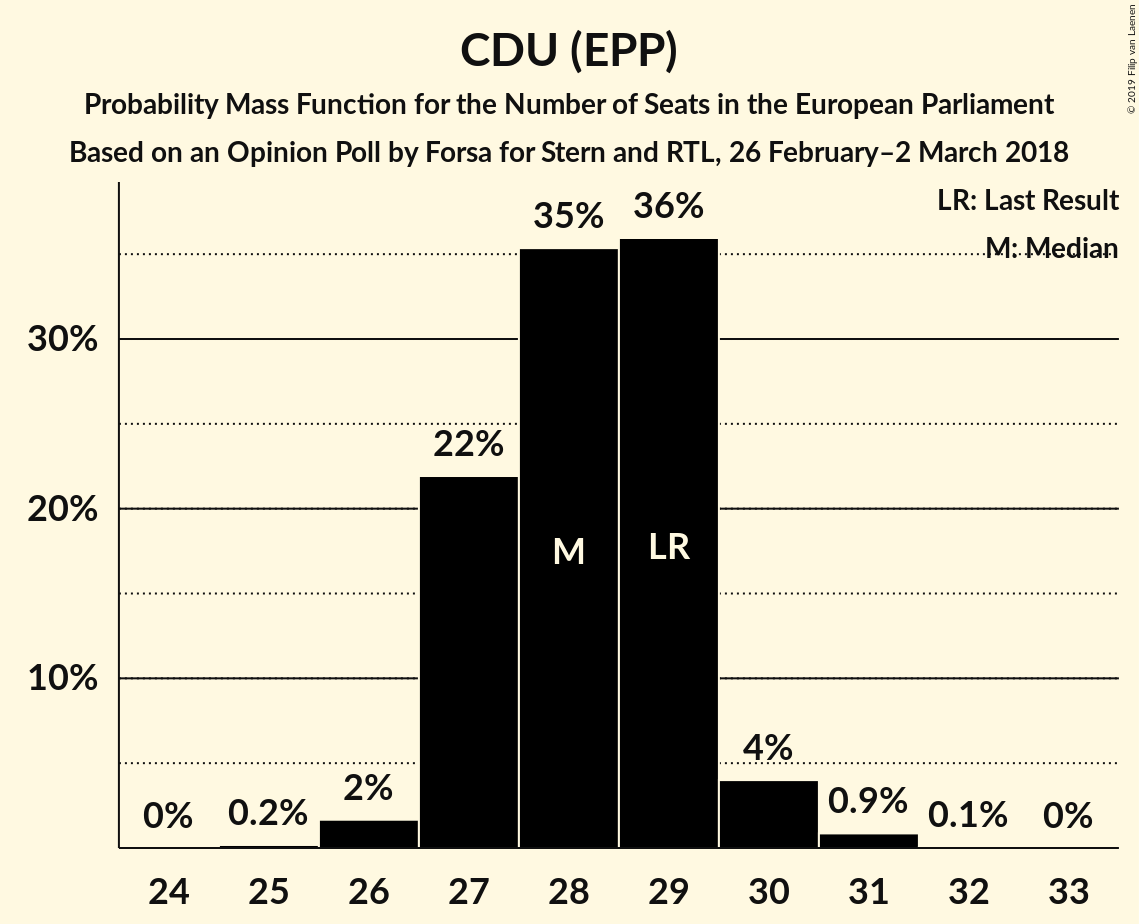 CDU (EPP)
Probability Mass Function for the Number of Seats in the European Parliament
Based on an Opinion Poll by Forsa for Stern and RTL, 26 February–2 March 2018
© 2019 Filip van Laenen
LR: Last Result
M: Median
35% 36%
30%
22%
20%
M LR
10%
0% 0.2% 2% 4% 0.9% 0.1% 0%
24 25 26 27 28 29 30 31 32 33